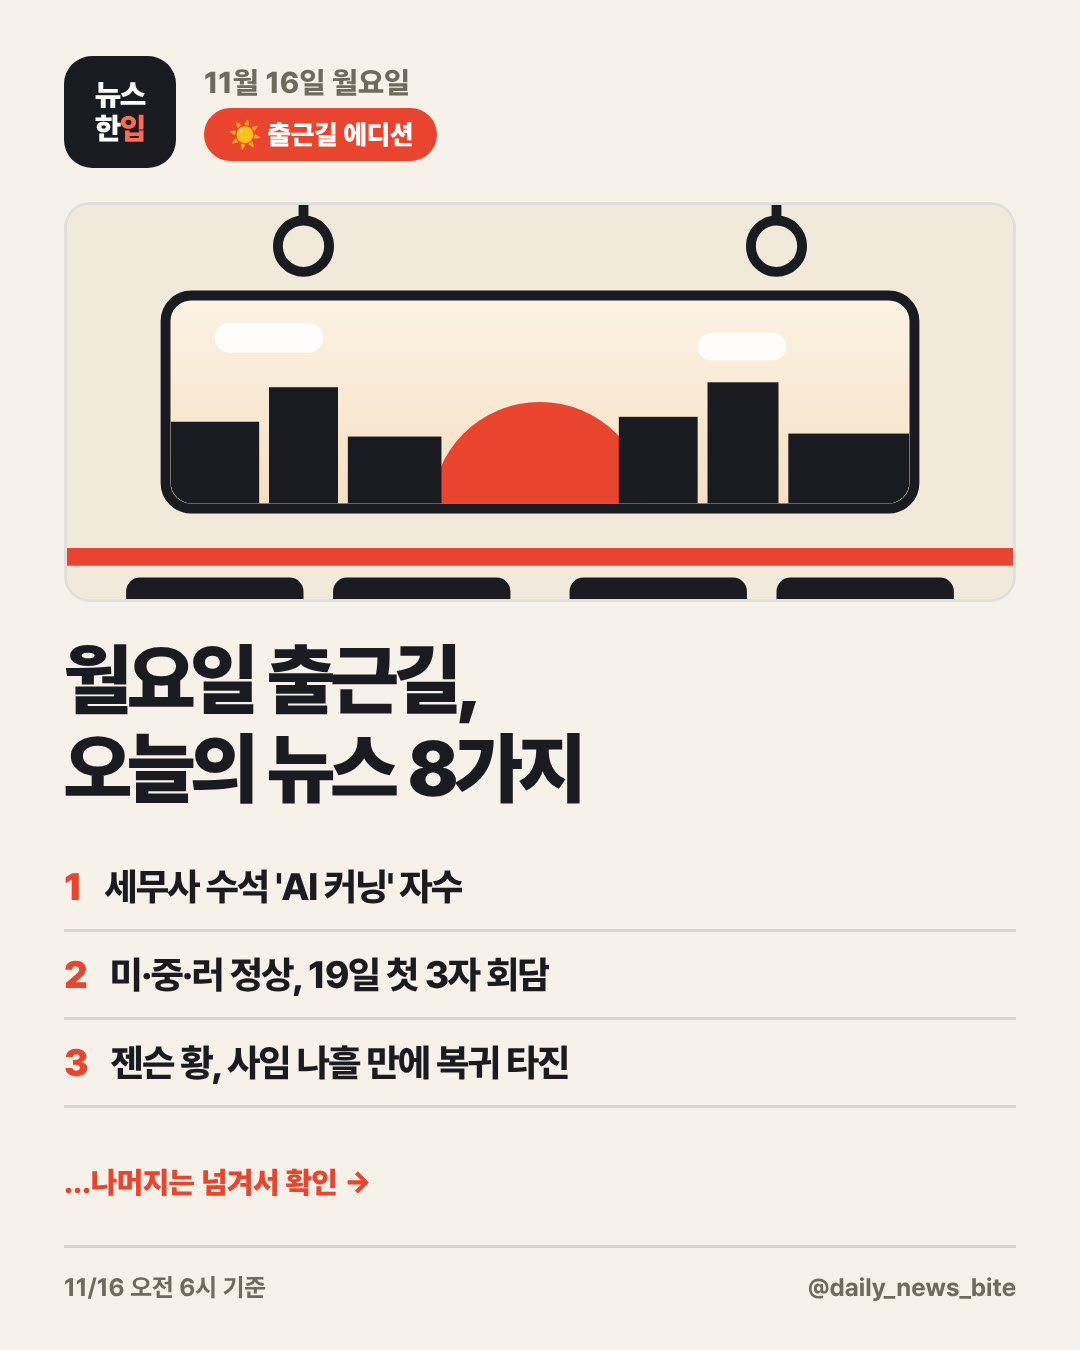 뉴스
한입
11월 16일 월요일
☀️ 출근길 에디션
월요일 출근길,
오늘의 뉴스 8가지
1 세무사 수석 'AI 커닝' 자수
2 미·중·러 정상, 19일 첫 3자 회담
3 젠슨 황, 사임 나흘 만에 복귀 타진
...나머지는 넘겨서 확인 →
11/16 오전 6시 기준
@daily_news_bite